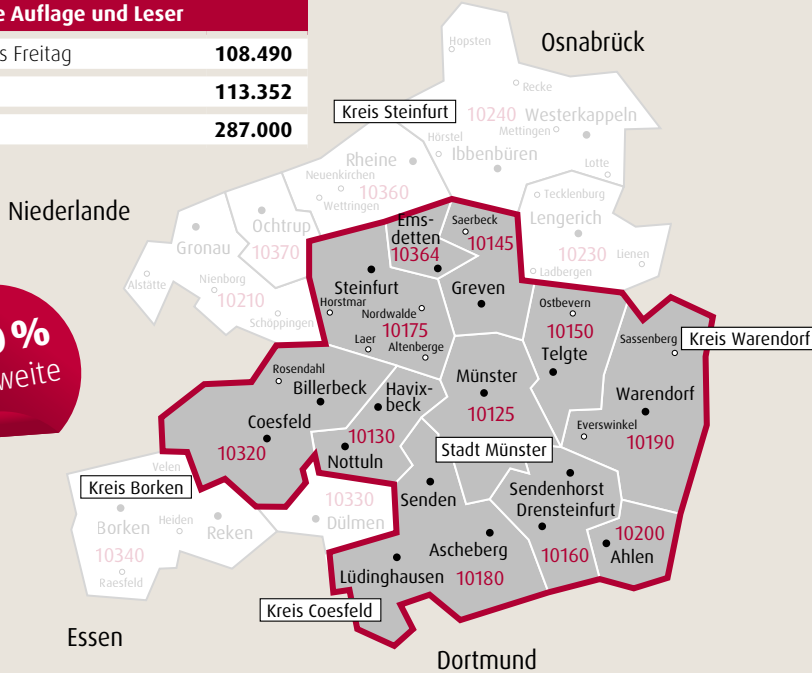 e Auflage und Leser
s Freitag 108.490
113.352
287.000
Osnabrück
Hopsten
Recke
Kreis Steinfurt
10240 Westerkappeln
Mettingen
Hörstel
Ibbenbüren
Rheine
Lotte
Neuenkirchen
10360
Wettringen
Tecklenburg
Niederlande
Lengerich
Ochtrup
Ems-
detten
Saerbeck
10145
Gronau
10370
10364
10230
Lienen
Ladbergen
Alstätte
Nienborg
10210
Schöppingen
Steinfurt
Greven
Horstmar
Nordwalde
10175
Ostbevern
10150
Laer
Altenberge
Telgte
Sassenberg
Kreis Warendorf
0 %
weite
Rosendahl
Billerbeck
Havix-
beck
Münster
Warendorf
10125
Coesfeld
10130
Everswinkel
10190
10320
Nottuln
Stadt Münster
Velen
Kreis Borken
10330
Dülmen
Senden
Sendenhorst
Drensteinfurt
Borken
Heiden
Reken
10340
Raesfeld
Ascheberg
10200
Ahlen
10160
Lüdinghausen
10180
Kreis Coesfeld
Essen
Dortmund